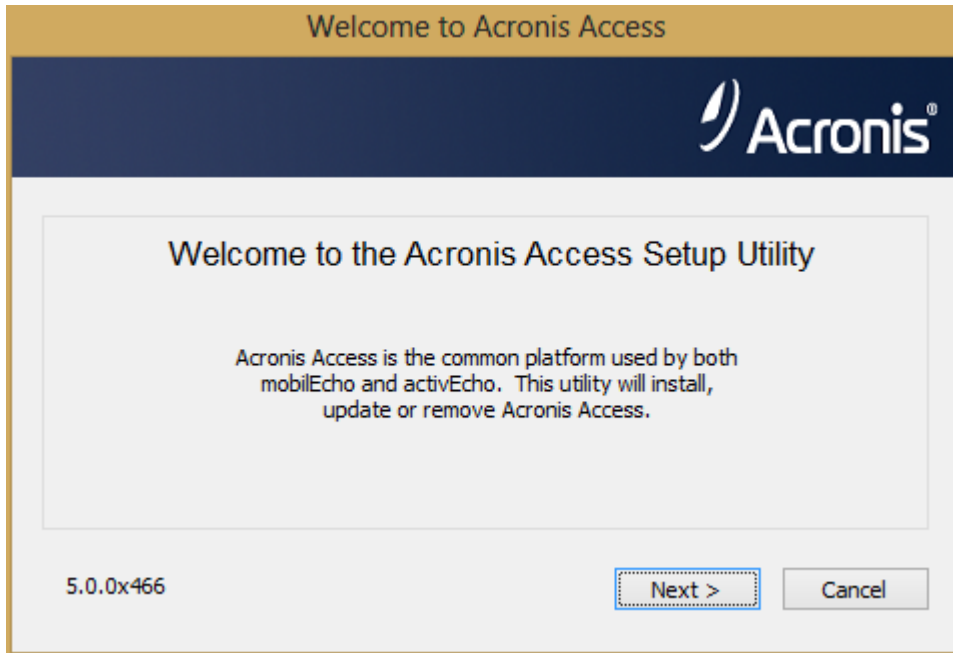 Welcome to Acronis Access
Acronis®
Welcome to the Acronis Access Setup Utility
Acronis Access is the common platform used by both
mobilEcho and activEcho.  This utility will install,
update or remove Acronis Access.
5.0.0x466
Next >
Cancel